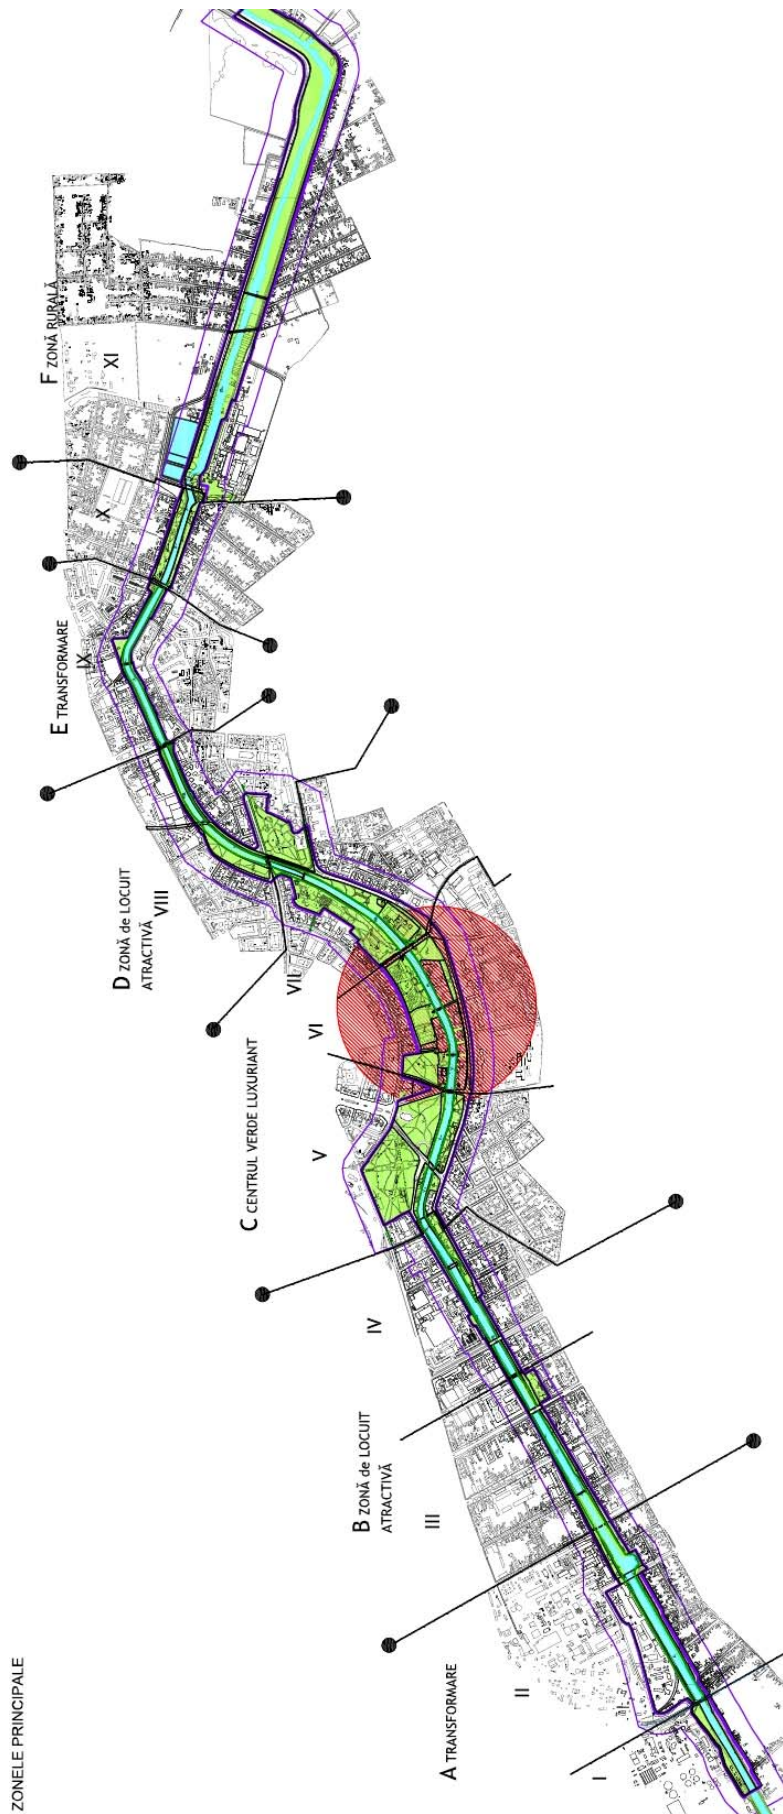 ZONELE PRINCIPALE
A TRANSFORMARE
I
II
B ZONĂ de LOCUIT
ATRACTIVĂ
III
IV
C CENTRUL VERDE LUXURIANT
V
VI
VII
D ZONĂ de LOCUIT
ATRACTIVĂ
VIII
E TRANSFORMARE
IX
X
F ZONĂ RURALĂ
XI